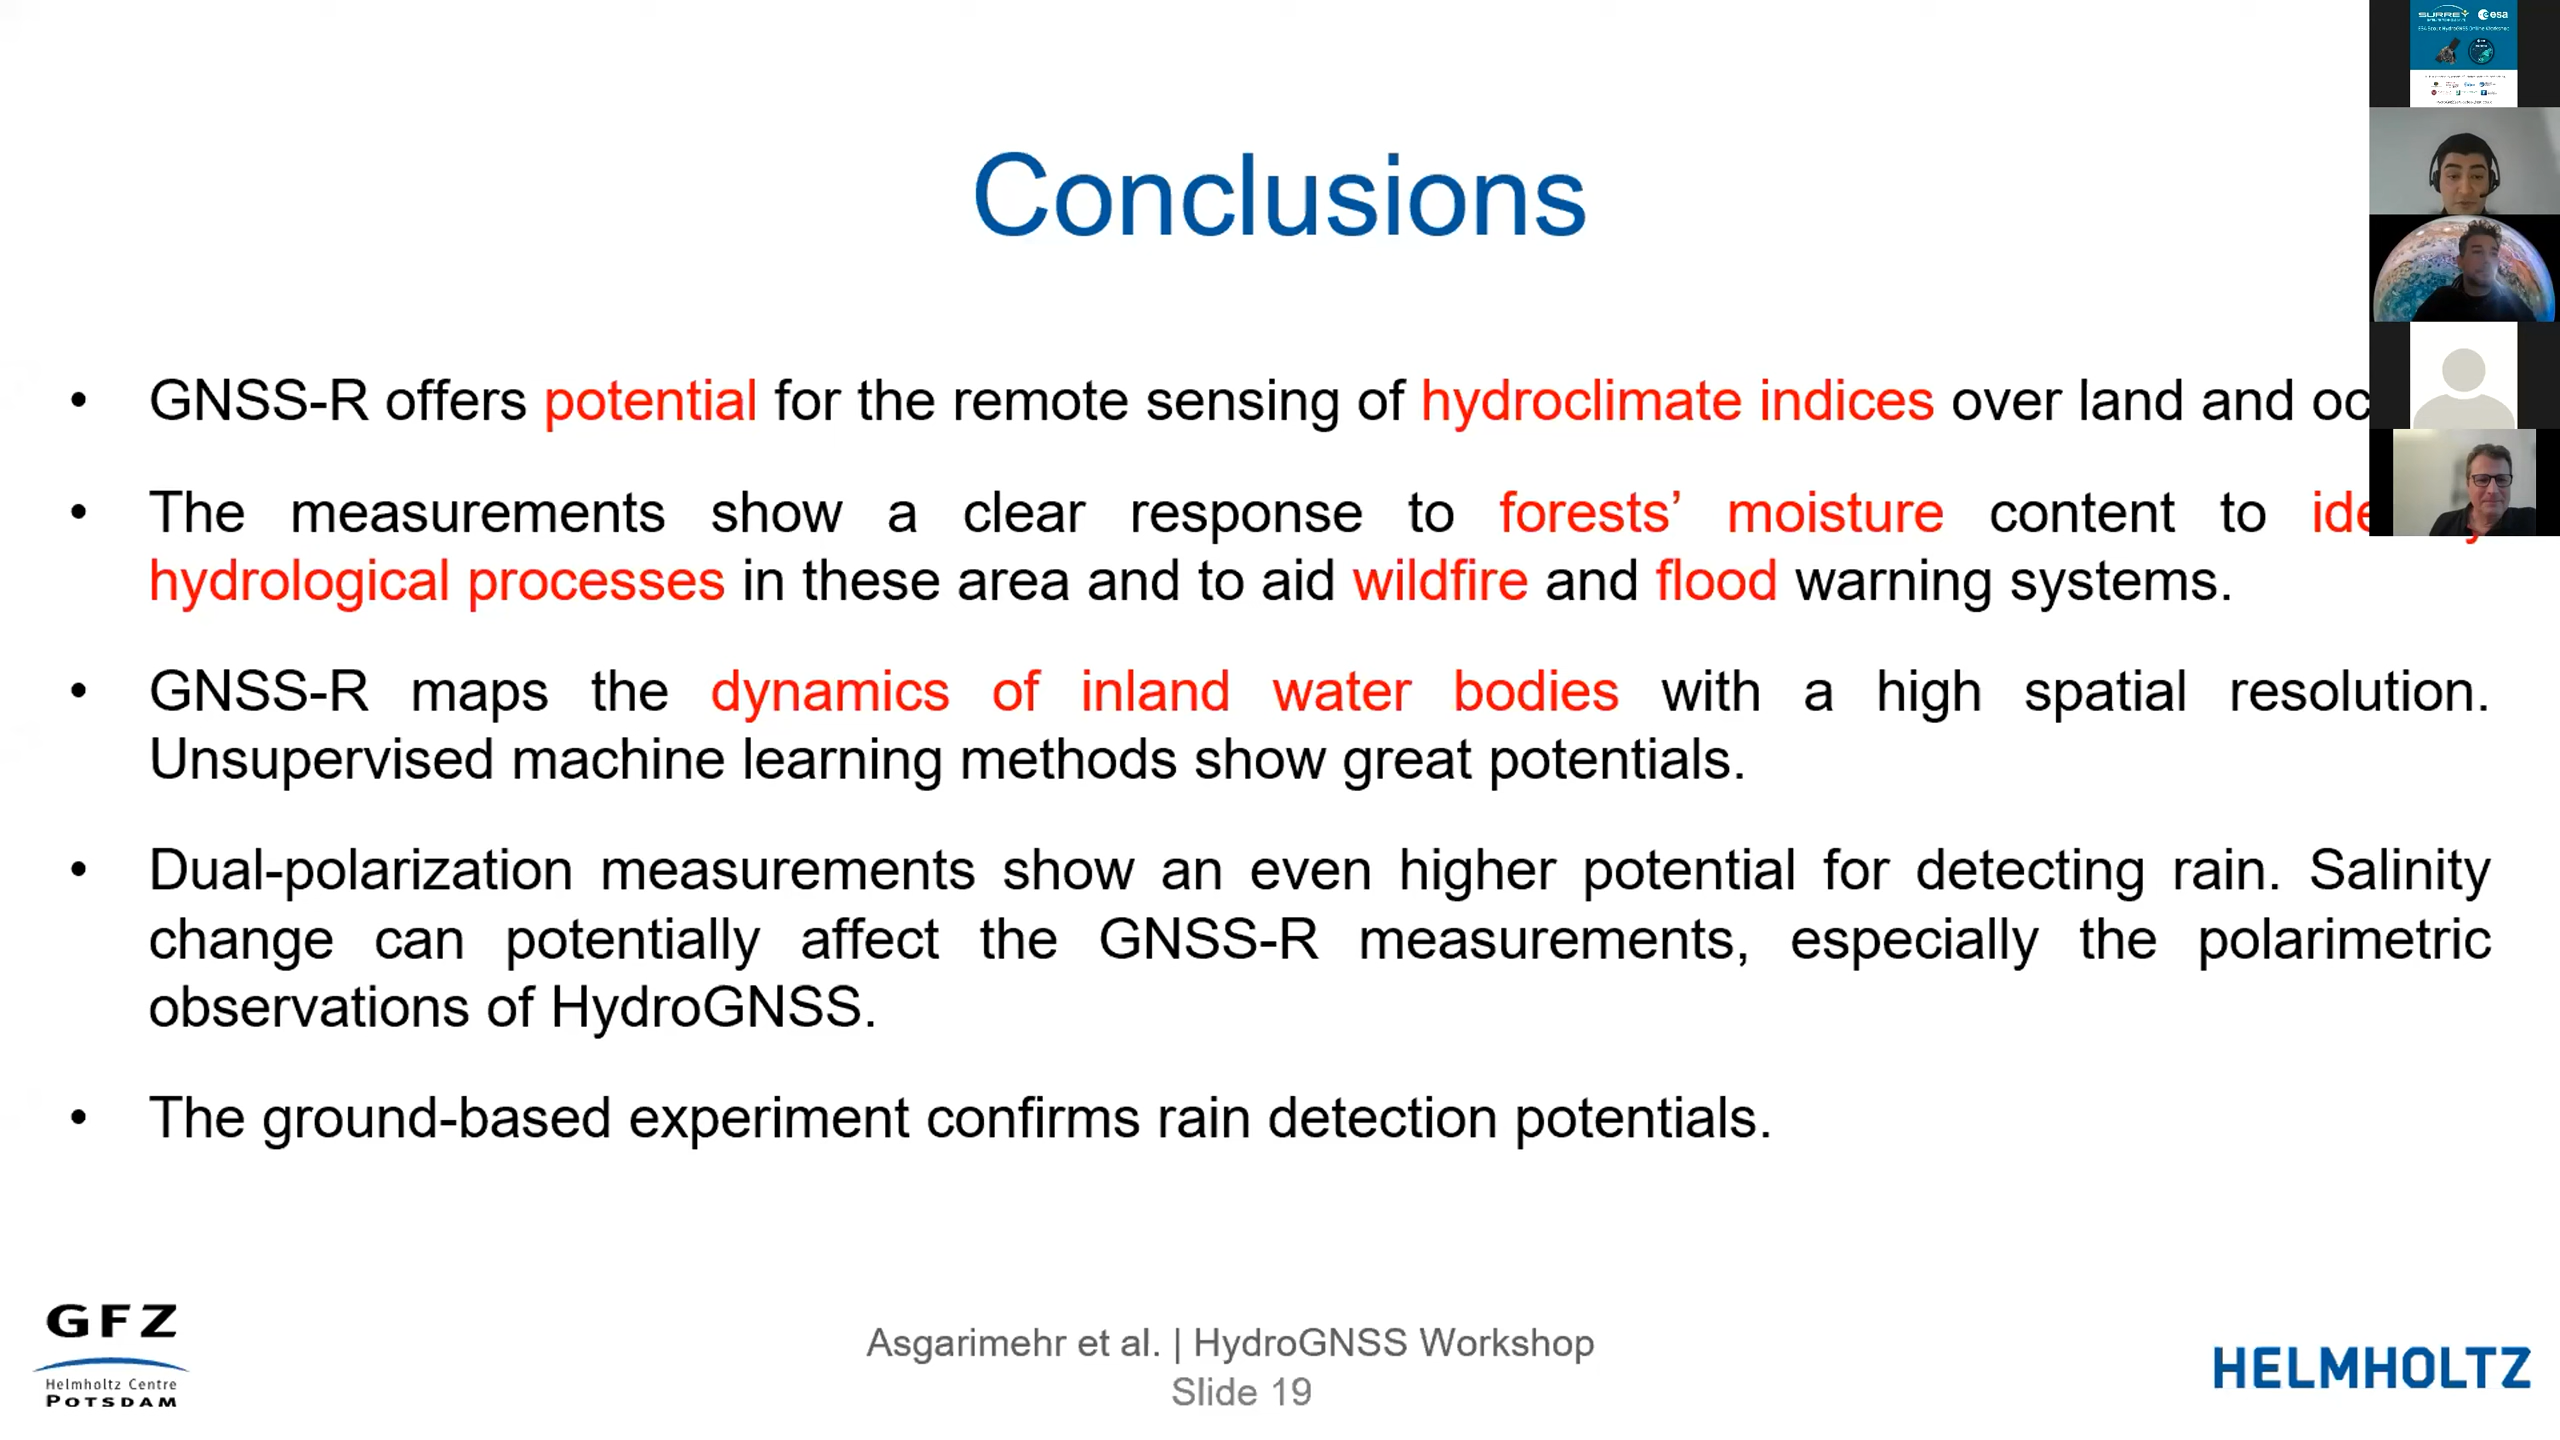 SURREY esa
Conclusions
• GNSS-R offers potential for the remote sensing of hydroclimate indices over land and oc
• The measurements show a clear response to forests’ moisture content to ide
hydrological processes in these area and to aid wildfire and flood warning systems.
• GNSS-R maps the dynamics of inland water bodies with a high spatial resolution.
Unsupervised machine learning methods show great potentials.
• Dual-polarization measurements show an even higher potential for detecting rain. Salinity
change can potentially affect the GNSS-R measurements, especially the polarimetric
observations of HydroGNSS.
• The ground-based experiment confirms rain detection potentials.
GFZ
Helmholtz Centre
POTSDAM
Asgarimehr et al. | HydroGNSS Workshop
Slide 19
HELMHOLTZ